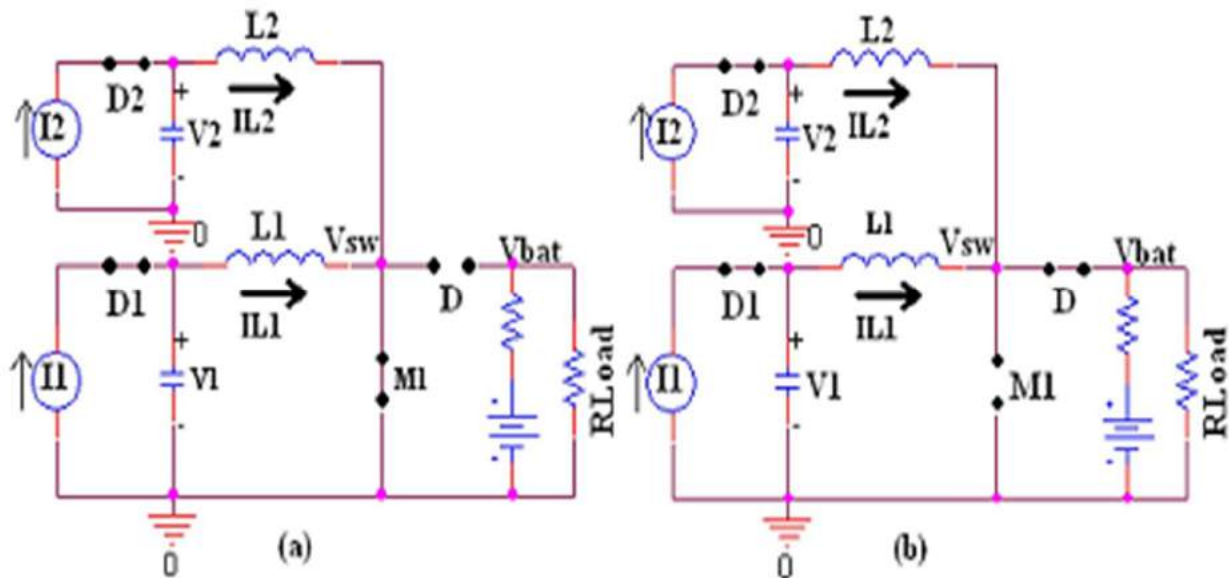 L2
D2
I2
IL2
V2
+
-
0
L1
Vsw
Vbat
D1
IL1
D
I1
+
V1
-
M1
RLoad
0
(a)
L2
D2
I2
IL2
V2
+
-
0
L1
Vsw
Vbat
D1
IL1
D
I1
+
V1
-
M1
RLoad
0
(b)